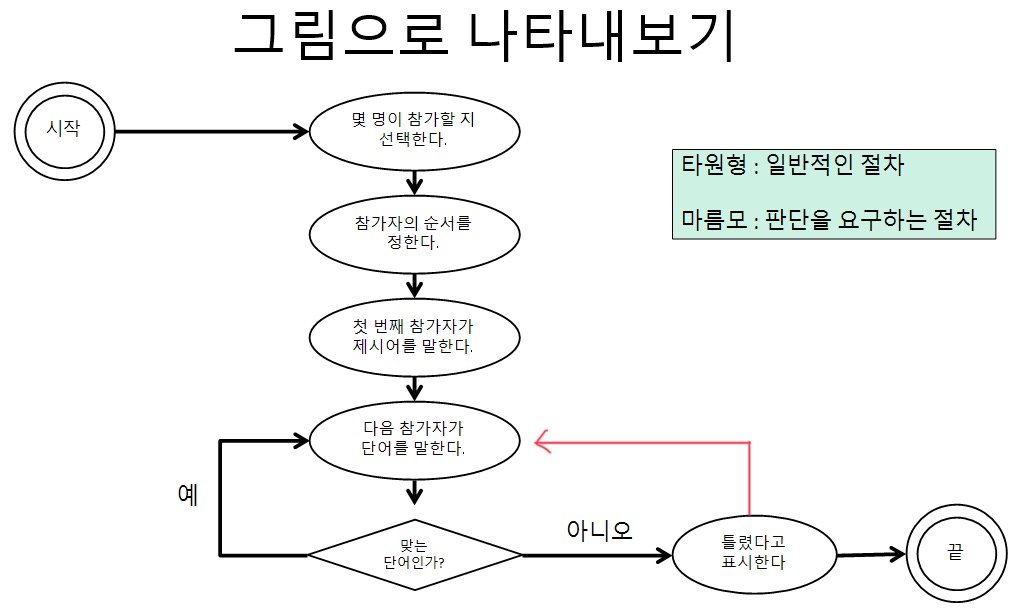 그림으로 나타내보기
시작
몇 명이 참가할 지
선택한다.
타원형 : 일반적인 절차
마름모 : 판단을 요구하는 절차
참가자의 순서를
정한다.
첫 번째 참가자가
제시어를 말한다.
다음 참가자가
단어를 말한다.
예
맞는
단어인가?
아니오
틀렸다고
표시한다
끝